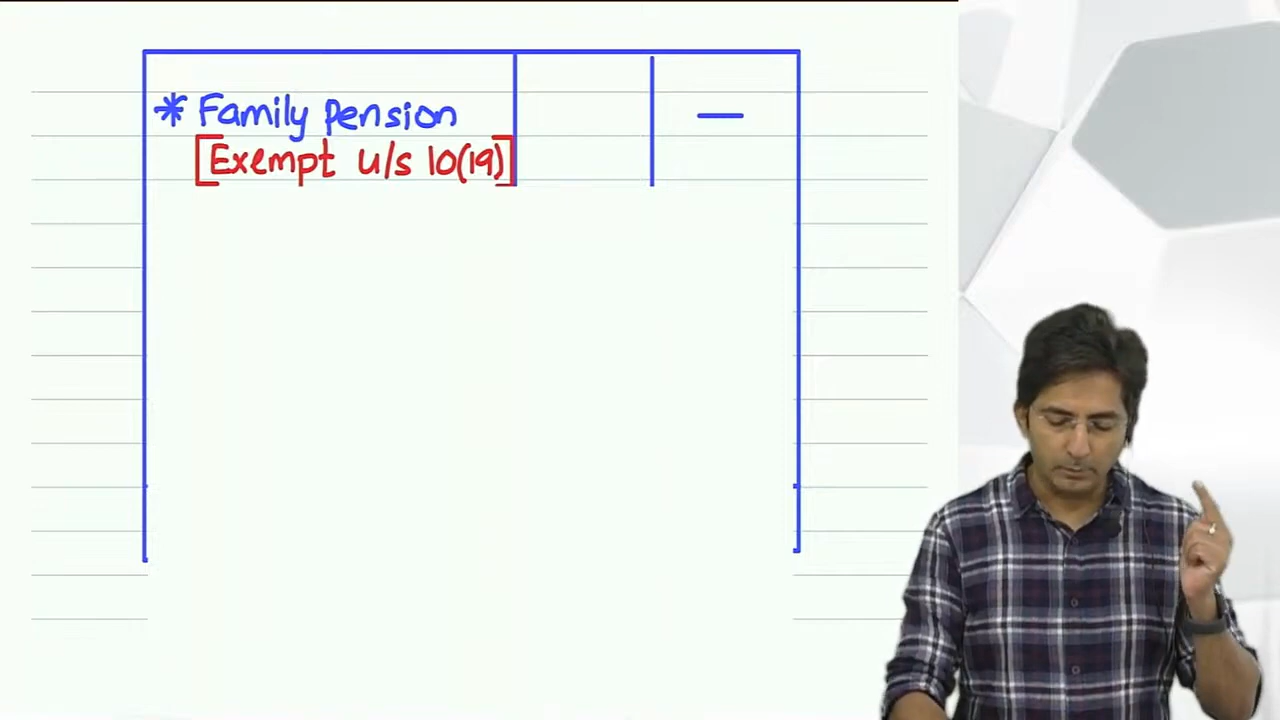 * Family Pension —
[Exempt U/s 10(19)]